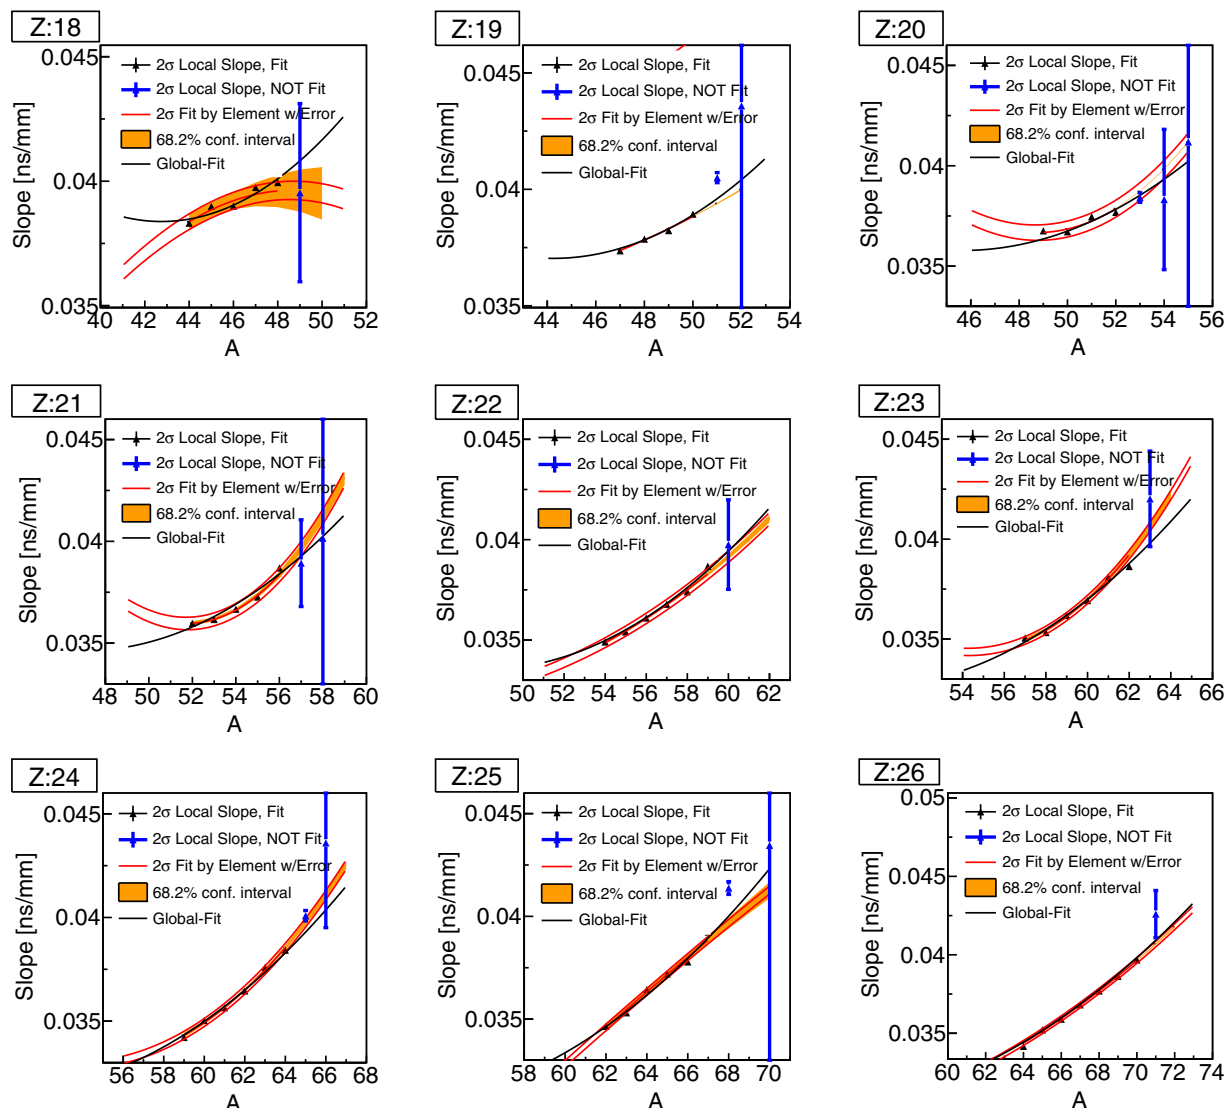 Z:18
0.045
0.04
0.035
Slope [ns/mm]
2σ Local Slope, Fit
2σ Local Slope, NOT Fit
2σ Fit by Element w/Error
68.2% conf. interval
Global-Fit
40 42 44 46 48 50 52
A
Z:19
0.045
0.04
0.035
Slope [ns/mm]
2σ Local Slope, Fit
2σ Local Slope, NOT Fit
2σ Fit by Element w/Error
68.2% conf. interval
Global-Fit
44 46 48 50 52 54
A
Z:20
0.045
0.04
0.035
Slope [ns/mm]
2σ Local Slope, Fit
2σ Local Slope, NOT Fit
2σ Fit by Element w/Error
68.2% conf. interval
Global-Fit
46 48 50 52 54 56
A
Z:21
0.045
0.04
0.035
Slope [ns/mm]
2σ Local Slope, Fit
2σ Local Slope, NOT Fit
2σ Fit by Element w/Error
68.2% conf. interval
Global-Fit
48 50 52 54 56 58 60
A
Z:22
0.045
0.04
0.035
Slope [ns/mm]
2σ Local Slope, Fit
2σ Local Slope, NOT Fit
2σ Fit by Element w/Error
68.2% conf. interval
Global-Fit
50 52 54 56 58 60 62
A
Z:23
0.045
0.04
0.035
Slope [ns/mm]
2σ Local Slope, Fit
2σ Local Slope, NOT Fit
2σ Fit by Element w/Error
68.2% conf. interval
Global-Fit
54 56 58 60 62 64 66
A
Z:24
0.045
0.04
0.035
Slope [ns/mm]
2σ Local Slope, Fit
2σ Local Slope, NOT Fit
2σ Fit by Element w/Error
68.2% conf. interval
Global-Fit
56 58 60 62 64 66 68
A
Z:25
0.045
0.04
0.035
Slope [ns/mm]
2σ Local Slope, Fit
2σ Local Slope, NOT Fit
2σ Fit by Element w/Error
68.2% conf. interval
Global-Fit
58 60 62 64 66 68 70
A
Z:26
0.05
0.045
0.04
0.035
Slope [ns/mm]
2σ Local Slope, Fit
2σ Local Slope, NOT Fit
2σ Fit by Element w/Error
68.2% conf. interval
Global-Fit
60 62 64 66 68 70 72 74
A